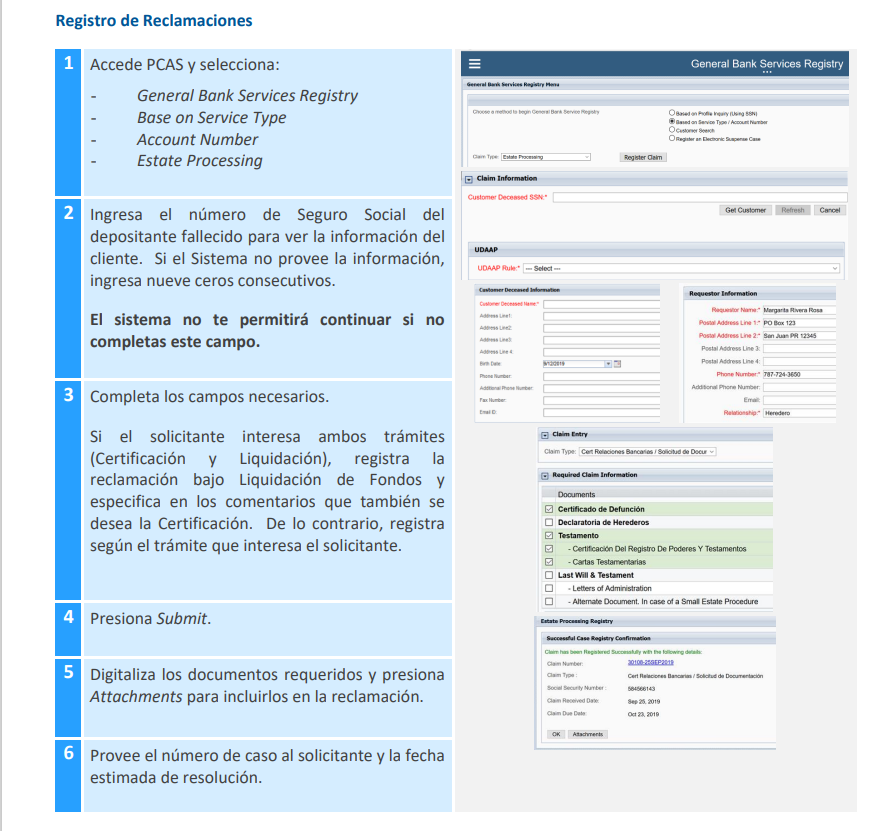 Registro de Reclamaciones
1
Accede PCAS y selecciona:
- General Bank Services Registry
- Base on Service Type
- Account Number
- Estate Processing
2
Ingresa el número de Seguro Social del
depositante fallecido para ver la información del
cliente. Si el Sistema no provee la información,
ingresa nueve ceros consecutivos.
El sistema no te permitirá continuar si no
completas este campo.
3
Completa los campos necesarios.
Si el solicitante interesa ambos trámites
(Certificación y Liquidación), registra la
reclamación bajo Liquidación de Fondos y
especifica en los comentarios que también se
desea la Certificación. De lo contrario, registra
según el trámite que interesa el solicitante.
4
Presiona Submit.
5
Digitaliza los documentos requeridos y presiona
Attachments para incluirlos en la reclamación.
6
Provee el número de caso al solicitante y la fecha
estimada de resolución.
General Bank Services Registry
General Bank Services Registry Menu
Choose a method to begin General Bank Service Registry
Based on Profile Inquiry (Using SSN)
Based on Service Type / Account Number
Customer Search
Register an Electronic Suspense Case
Claim Type: Estate Processing
Register Claim
Claim Information
Customer Deceased SSN:*
Get Customer Refresh Cancel
UDAAP
UDAAP Rule:* --- Select ---
Customer Deceased Information
Customer Deceased Name:*
Address Line1:
Address Line2:
Address Line3:
Address Line 4:
Birth Date: 9/12/2019
Phone Number:
Additional Phone Number:
Fax Number:
Email ID:
Requestor Information
Requestor Name:* Margarita Rivera Rosa
Postal Address Line 1:* PO Box 123
Postal Address Line 2:* San Juan PR 12345
Postal Address Line 3:
Postal Address Line 4:
Phone Number:* 787-724-3650
Additional Phone Number:
Email:
Relationship:* Heredero
Claim Entry
Claim Type: Cert Relaciones Bancarias / Solicitud de Docur
Required Claim Information
Documents
Certificado de Defunción
Declaratoria de Herederos
Testamento
- Certificación Del Registro De Poderes Y Testamentos
- Cartas Testamentarias
Last Will & Testament
- Letters of Administration
- Alternate Document. In case of a Small Estate Procedure
Estate Processing Registry
Successful Case Registry Confirmation
Claim has been Registered Successfully with the following details:
Claim Number: 30108-25SEP2019
Claim Type : Cert Relaciones Bancarias / Solicitud de Documentación
Social Security Number : 584566143
Claim Received Date: Sep 25, 2019
Claim Due Date: Oct 23, 2019
OK Attachments